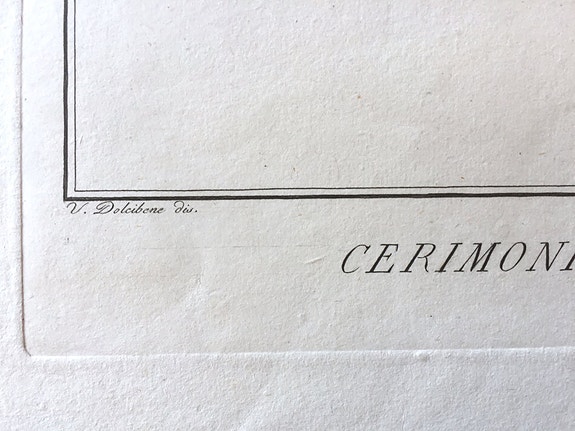 V. Dolcibene dis.
CERIMONI